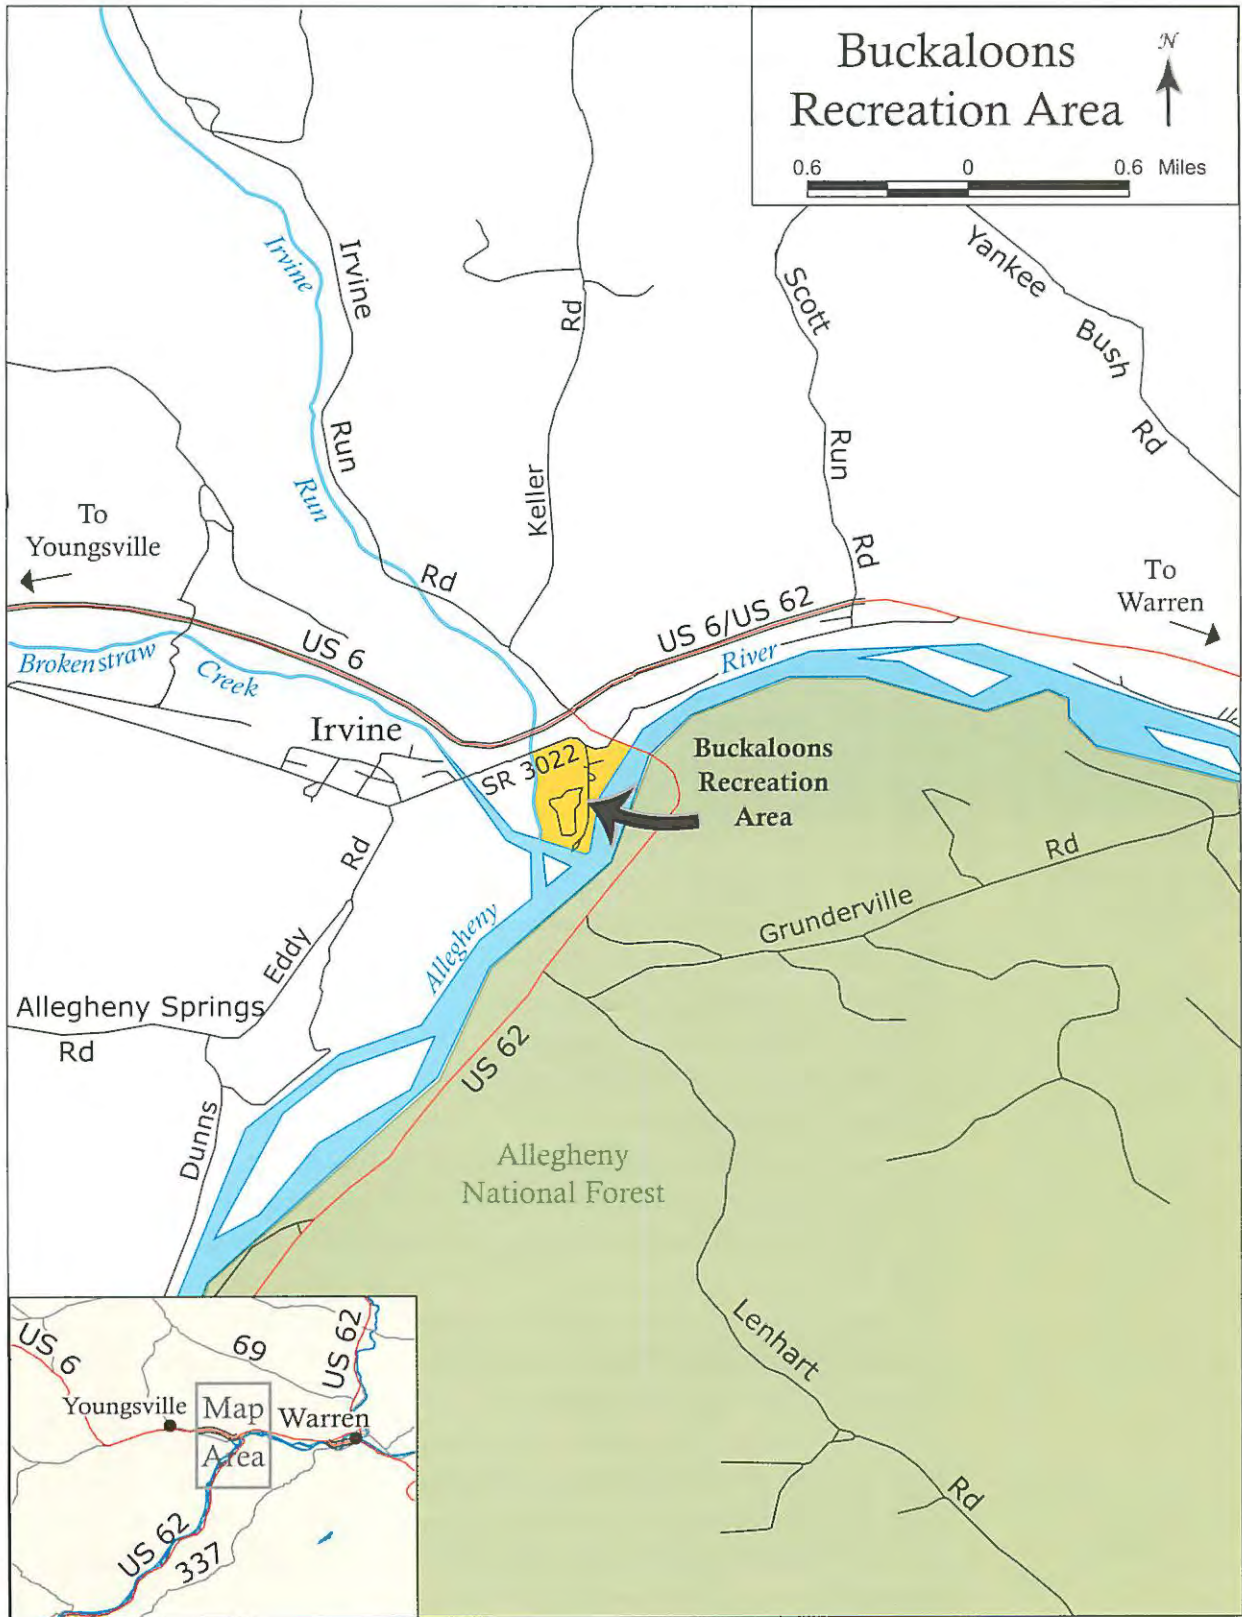 Buckaloons
Recreation Area
N
0.6 0 0.6 Miles
Irvine
Run
Irvine
Run
Rd
Keller
Rd
Scott
Run
Rd
Yankee
Bush
Rd
To
Youngsville
To
Warren
US 6
US 6/US 62
River
Brokenstraw
Creek
Irvine
SR 3022
Buckaloons
Recreation
Area
Rd
Eddy
Allegheny
Grunderville
Rd
Allegheny Springs
Rd
Dunns
US 62
Allegheny
National Forest
Lenhart
Rd
US 6
69
US 62
Youngsville
Map
Area
Warren
US 62
337